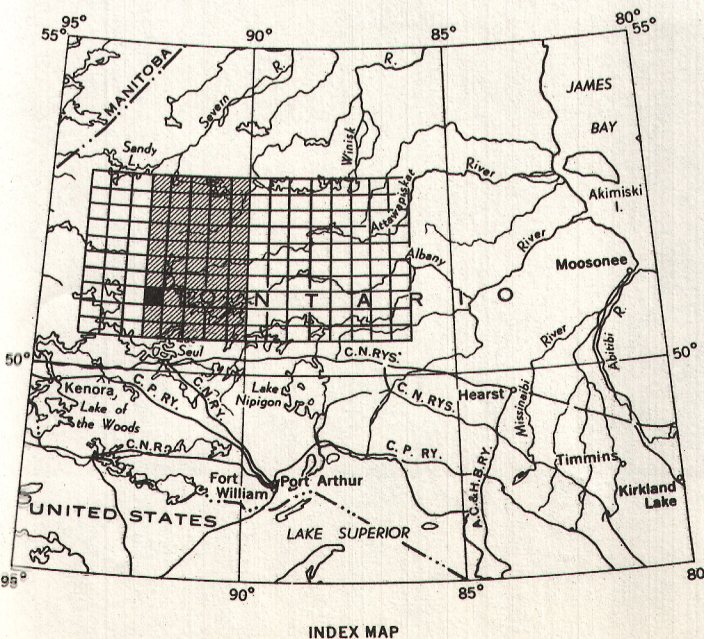 95°
90°
85°
80°
55°
55°
MANITOBA
Severn
R.
R.
JAMES
BAY
Sandy
L.
Winisk
River
Attawapiskat
Akimiski
I.
River
Albany
Moosonee
ONTARIO
River
Abitibi
R.
50°
L. Seul
C.N.RYS.
50°
Kenora
C.P. RY.
C.N.RY.
Lake
Nipigon
C.N. RYS.
Hearst
Missinaibi
Lake of
the Woods
C.N.R.
Fort
William
Port Arthur
C.P. RY.
A.C.&H.B.RY.
Timmins
Kirkland
Lake
UNITED STATES
LAKE SUPERIOR
95°
90°
85°
80
INDEX MAP